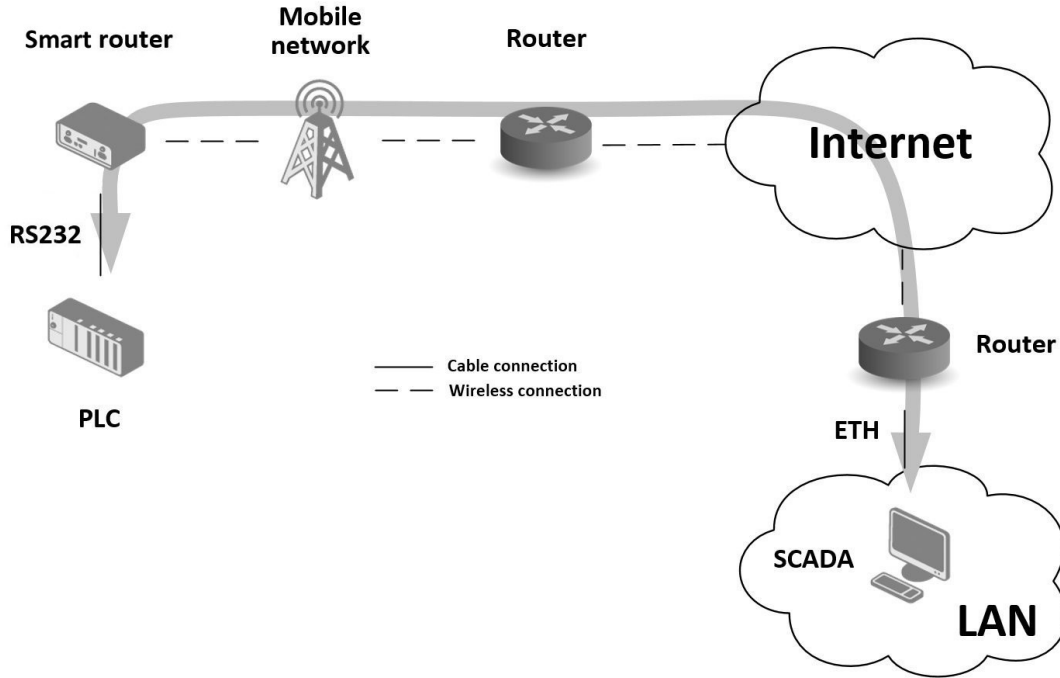 Smart router
Mobile
network
Router
Internet
RS232
PLC
Cable connection
Wireless connection
Router
ETH
SCADA
LAN